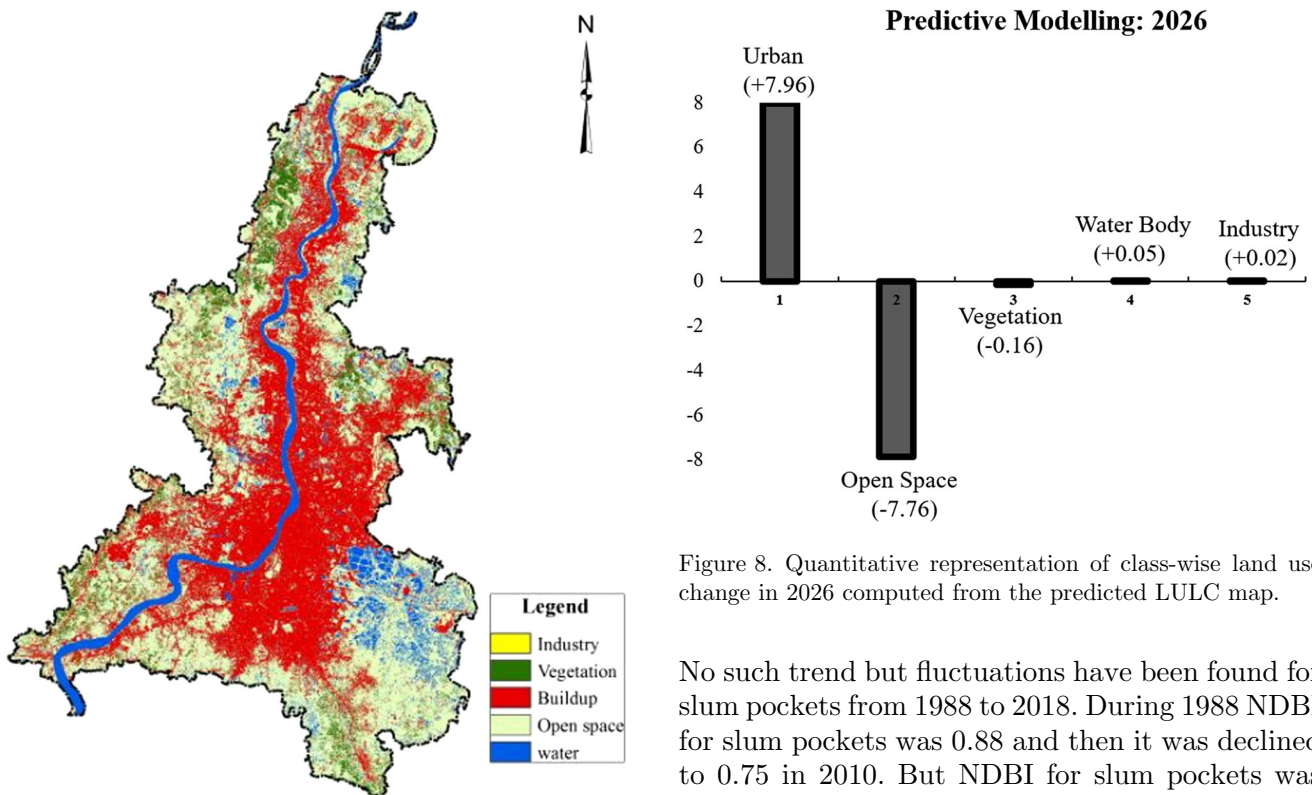 N
Legend
Industry
Vegetation
Buildup
Open space
water
Predictive Modelling: 2026
Urban
(+7.96)
8
6
4
2
0
-2
-4
-6
-8
Water Body
(+0.05)
Industry
(+0.02)
1
2
3
4
5
Vegetation
(-0.16)
Open Space
(-7.76)
Figure 8. Quantitative representation of class-wise land use
change in 2026 computed from the predicted LULC map.
No such trend but fluctuations have been found for
slum pockets from 1988 to 2018. During 1988 NDBI
for slum pockets was 0.88 and then it was declined
to 0.75 in 2010. But NDBI for slum pockets was